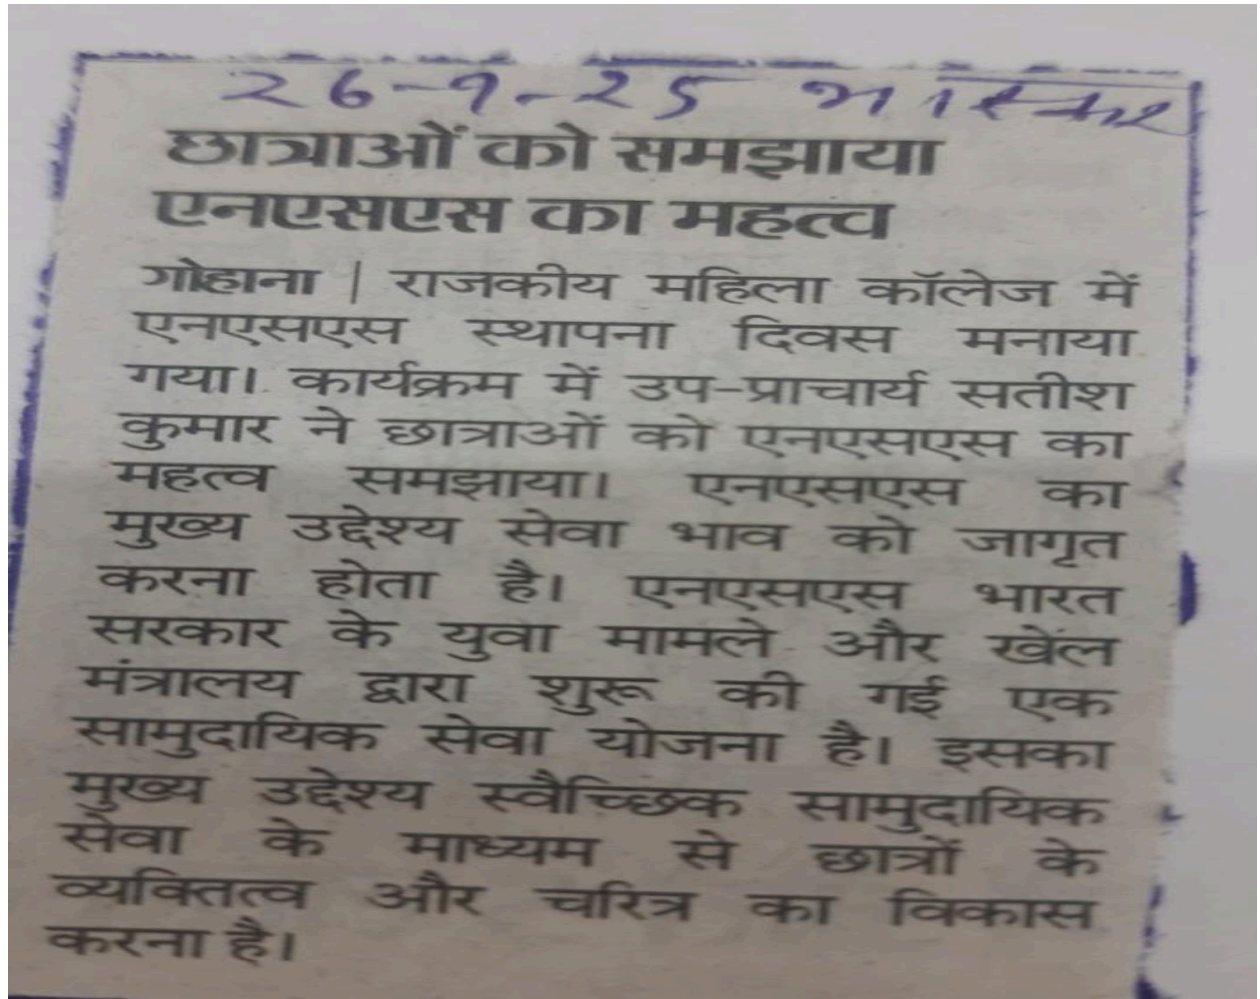 26-9-25 भास्कर
छात्राओं को समझाया
एनएसएस का महत्व
गोहाना | राजकीय महिला कॉलेज में
एनएसएस स्थापना दिवस मनाया
गया। कार्यक्रम में उप-प्राचार्य सतीश
कुमार ने छात्राओं को एनएसएस का
महत्व समझाया। एनएसएस का
मुख्य उद्देश्य सेवा भाव को जागृत
करना होता है। एनएसएस भारत
सरकार के युवा मामले और खेल
मंत्रालय द्वारा शुरू की गई एक
सामुदायिक सेवा योजना है। इसका
मुख्य उद्देश्य स्वैच्छिक सामुदायिक
सेवा के माध्यम से छात्रों के
व्यक्तित्व और चरित्र का विकास
करना है।